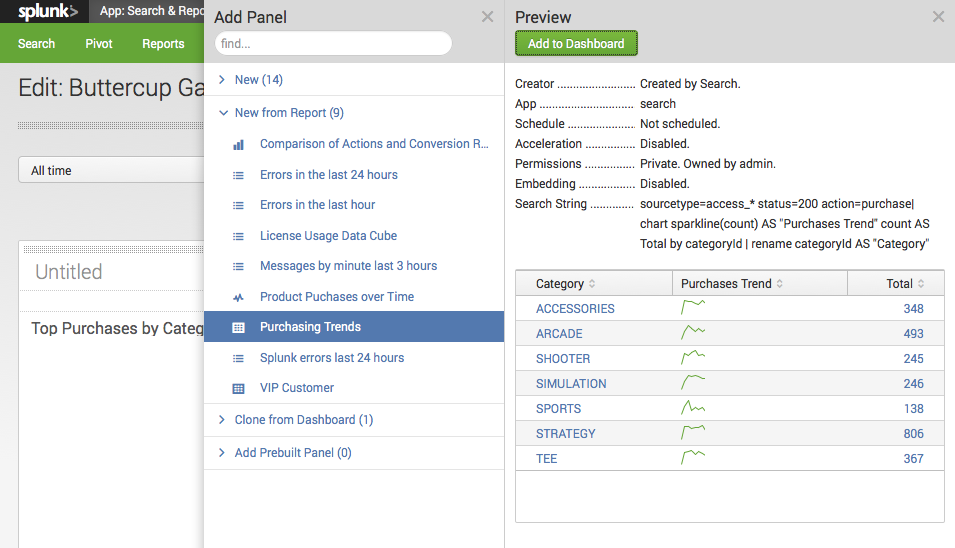 splunk>
App: Search & Repo
Search
Pivot
Reports
Edit: Buttercup Ga
All time
Untitled
Top Purchases by Categ
Add Panel
find...
New (14)
New from Report (9)
Comparison of Actions and Conversion R...
Errors in the last 24 hours
Errors in the last hour
License Usage Data Cube
Messages by minute last 3 hours
Product Puchases over Time
Purchasing Trends
Splunk errors last 24 hours
VIP Customer
Clone from Dashboard (1)
Add Prebuilt Panel (0)
Preview
Add to Dashboard
Creator ........................ Created by Search.
App ............................. search
Schedule .................... Not scheduled.
Acceleration ............... Disabled.
Permissions ............... Private. Owned by admin.
Embedding ................. Disabled.
Search String ............. sourcetype=access_* status=200 action=purchase|
chart sparkline(count) AS "Purchases Trend" count AS
Total by categoryId | rename categoryId AS "Category"
Category Purchases Trend Total
ACCESSORIES 348
ARCADE 493
SHOOTER 245
SIMULATION 246
SPORTS 138
STRATEGY 806
TEE 367